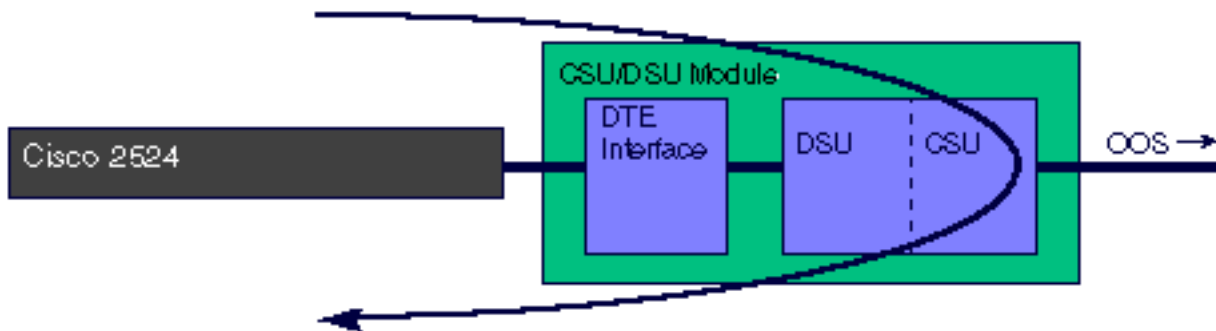 CSU/DSU Module
DTE
Interface
DSU
CSU
OOS
Cisco 2524